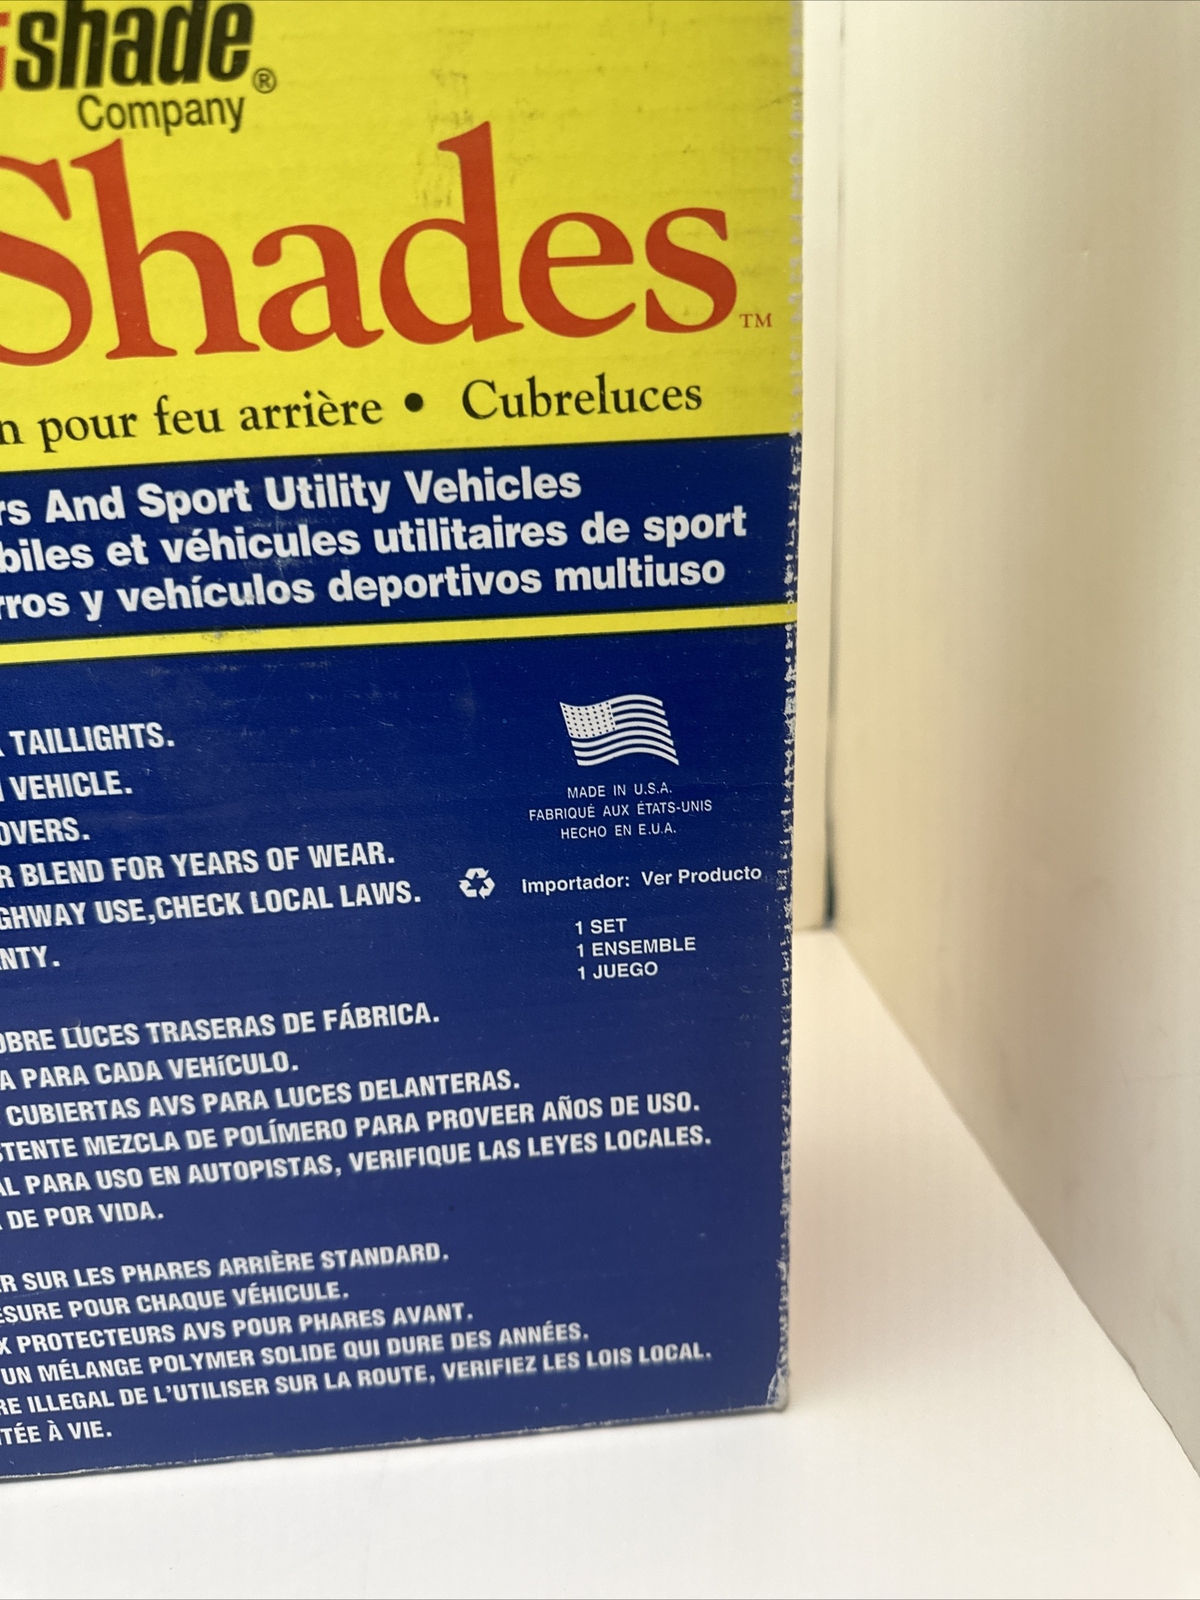 shade®
Company
Shades™
pour feu arrière • Cubreluces
And Sport Utility Vehicles
et véhicules utilitaires de sport
y vehículos deportivos multiuso
TAILLIGHTS.
VEHICLE.
MADE IN U.S.A.
FABRIQUÉ AUX ÉTATS-UNIS
HECHO EN E.U.A.
BLEND FOR YEARS OF WEAR.
USE,CHECK LOCAL LAWS.
Importador: Ver Producto
1 SET
1 ENSEMBLE
1 JUEGO
LUCES TRASERAS DE FÁBRICA.
PARA CADA VEHíCULO.
CUBIERTAS AVS PARA LUCES DELANTERAS.
MEZCLA DE POLÍMERO PARA PROVEER AÑOS DE USO.
PARA USO EN AUTOPISTAS, VERIFIQUE LAS LEYES LOCALES.
DE POR VIDA.
SUR LES PHARES ARRIÈRE STANDARD.
POUR CHAQUE VÉHICULE.
PROTECTEURS AVS POUR PHARES AVANT.
UN MÉLANGE POLYMER SOLIDE QUI DURE DES ANNÉES.
ILLEGAL DE L'UTILISER SUR LA ROUTE, VERIFIEZ LES LOIS LOCAL.
À VIE.